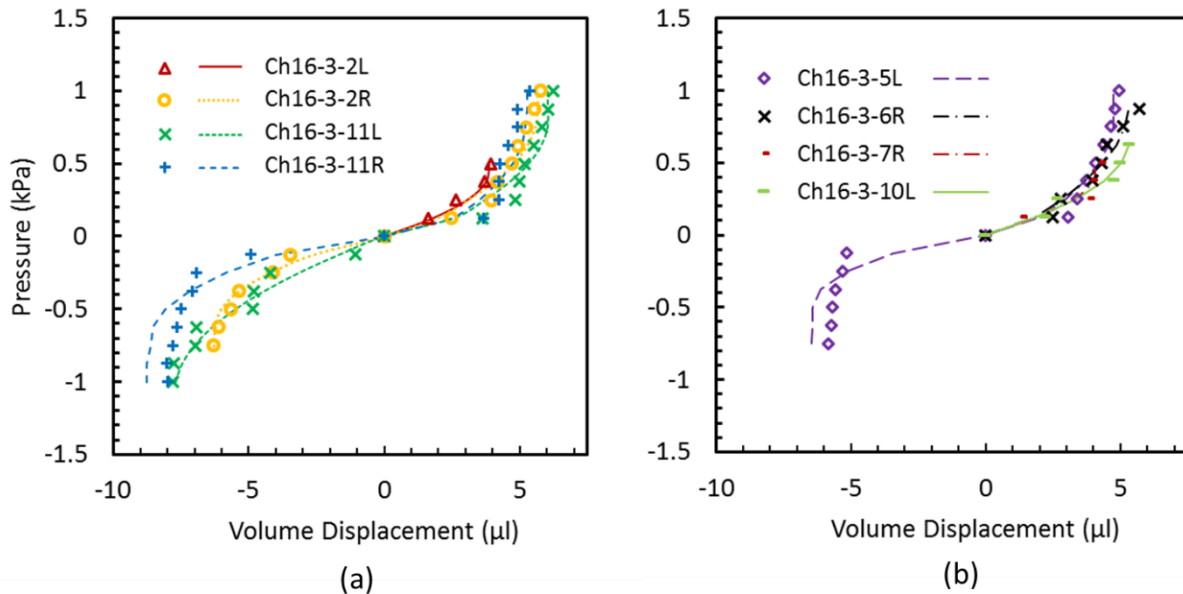 1.5
1
0.5
0
-0.5
-1
-1.5
Pressure (kPa)
Ch16-3-2L
Ch16-3-2R
Ch16-3-11L
Ch16-3-11R
-10 -5 0 5
Volume Displacement (µl)
(a)
1.5
1
0.5
0
-0.5
-1
-1.5
Ch16-3-5L
Ch16-3-6R
Ch16-3-7R
Ch16-3-10L
-10 -5 0 5
Volume Displacement (µl)
(b)